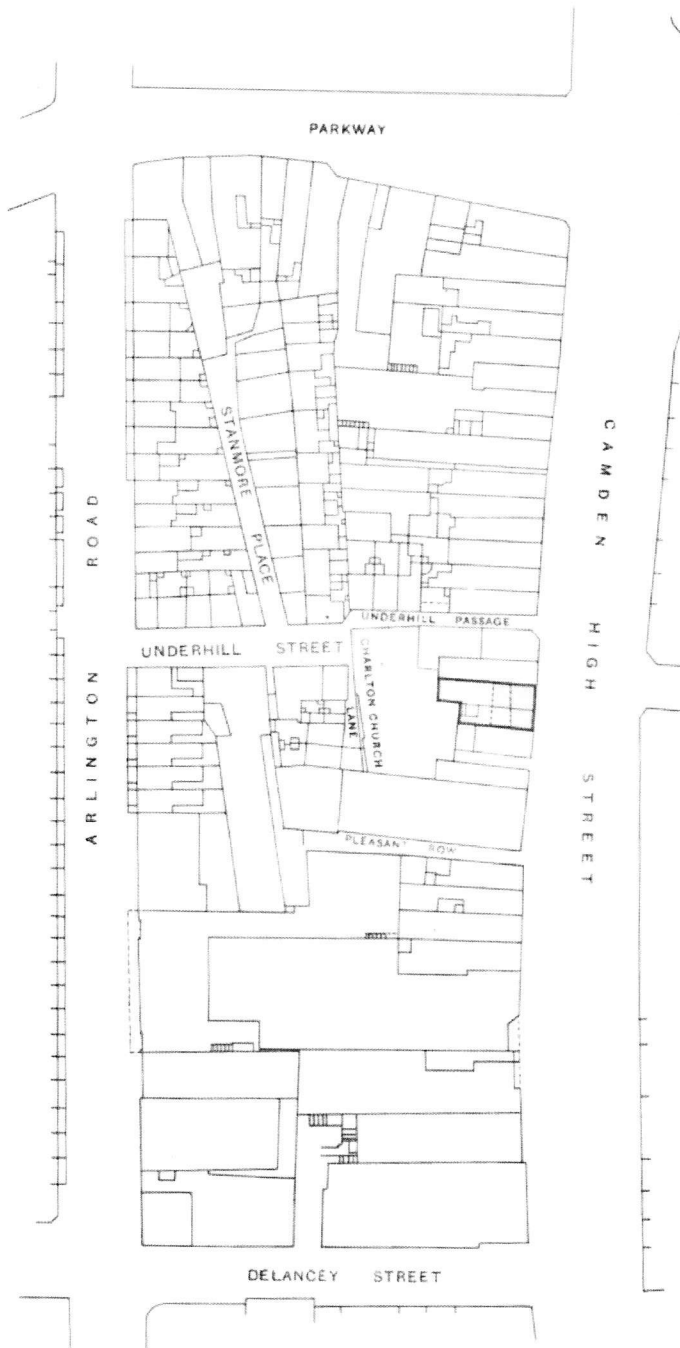 PARKWAY
CAMDEN HIGH STREET
STANMORE PLACE
ARLINGTON ROAD
UNDERHILL PASSAGE
UNDERHILL STREET
CHARLTON CHURCH
LANE
PLEASANT ROW
DELANCEY STREET